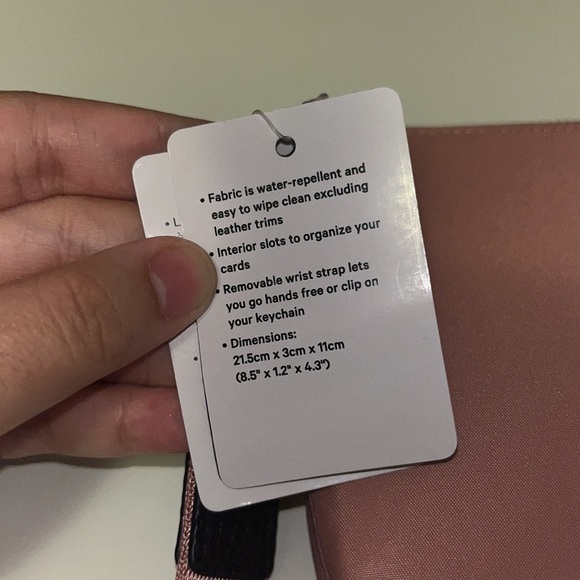 • Fabric is water-repellent and
easy to wipe clean excluding
leather trims
• Interior slots to organize your
cards
• Removable wrist strap lets
you go hands free or clip on
your keychain
• Dimensions:
21.5cm x 3cm x 11cm
(8.5" x 1.2" x 4.3")
• L